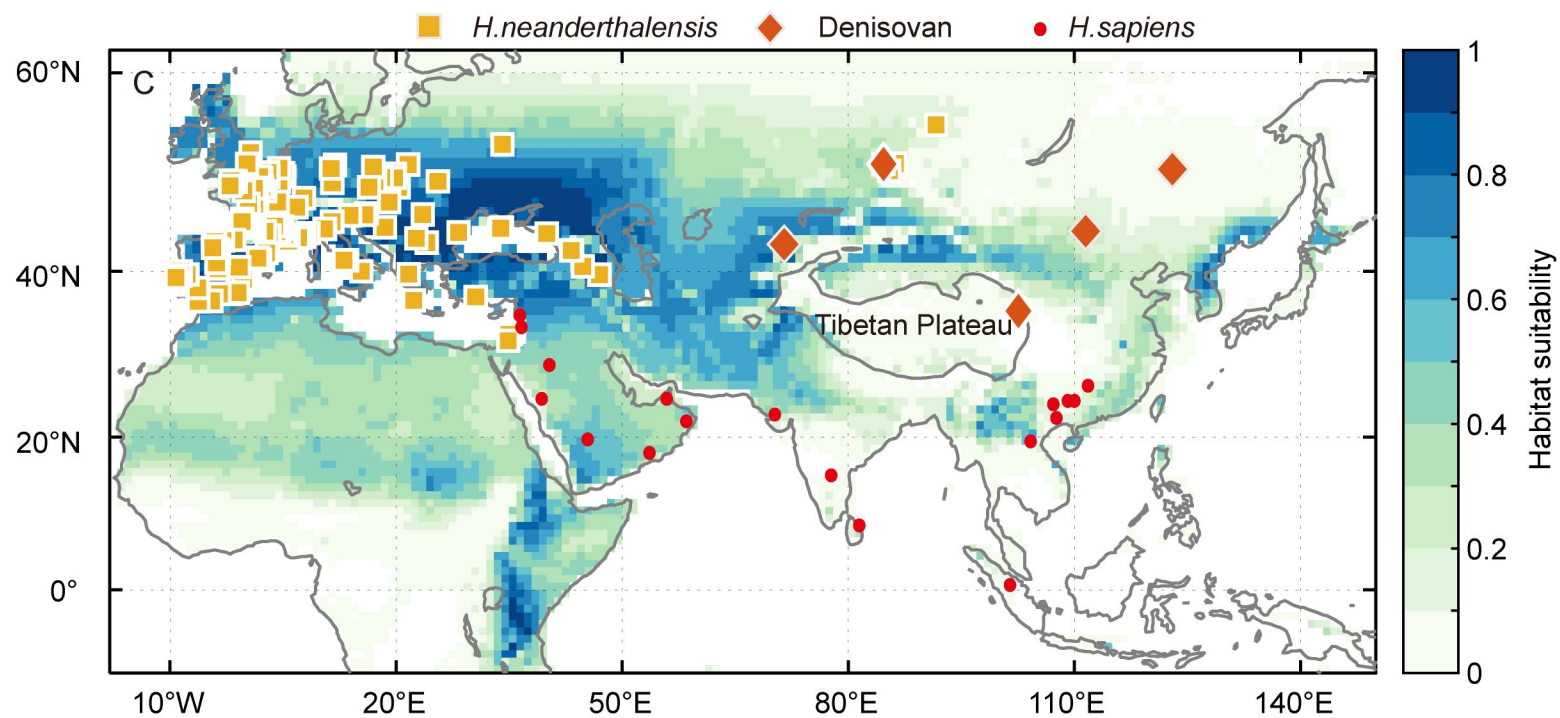 H.neanderthalensis Denisovan H.sapiens
C
60°N
40°N
20°N
0°
Tibetan Plateau
10°W 20°E 50°E 80°E 110°E 140°E
1
0.8
0.6
0.4
0.2
0
Habitat suitability